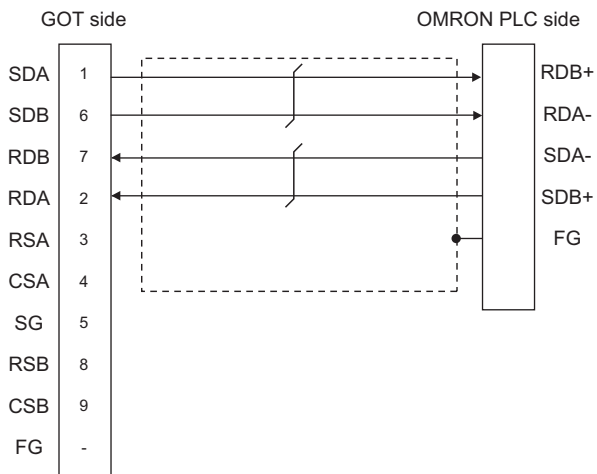 GOT side OMRON PLC side
SDA 1 RDB+
SDB 6 RDA-
RDB 7 SDA-
RDA 2 SDB+
RSA 3 FG
CSA 4
SG 5
RSB 8
CSB 9
FG -